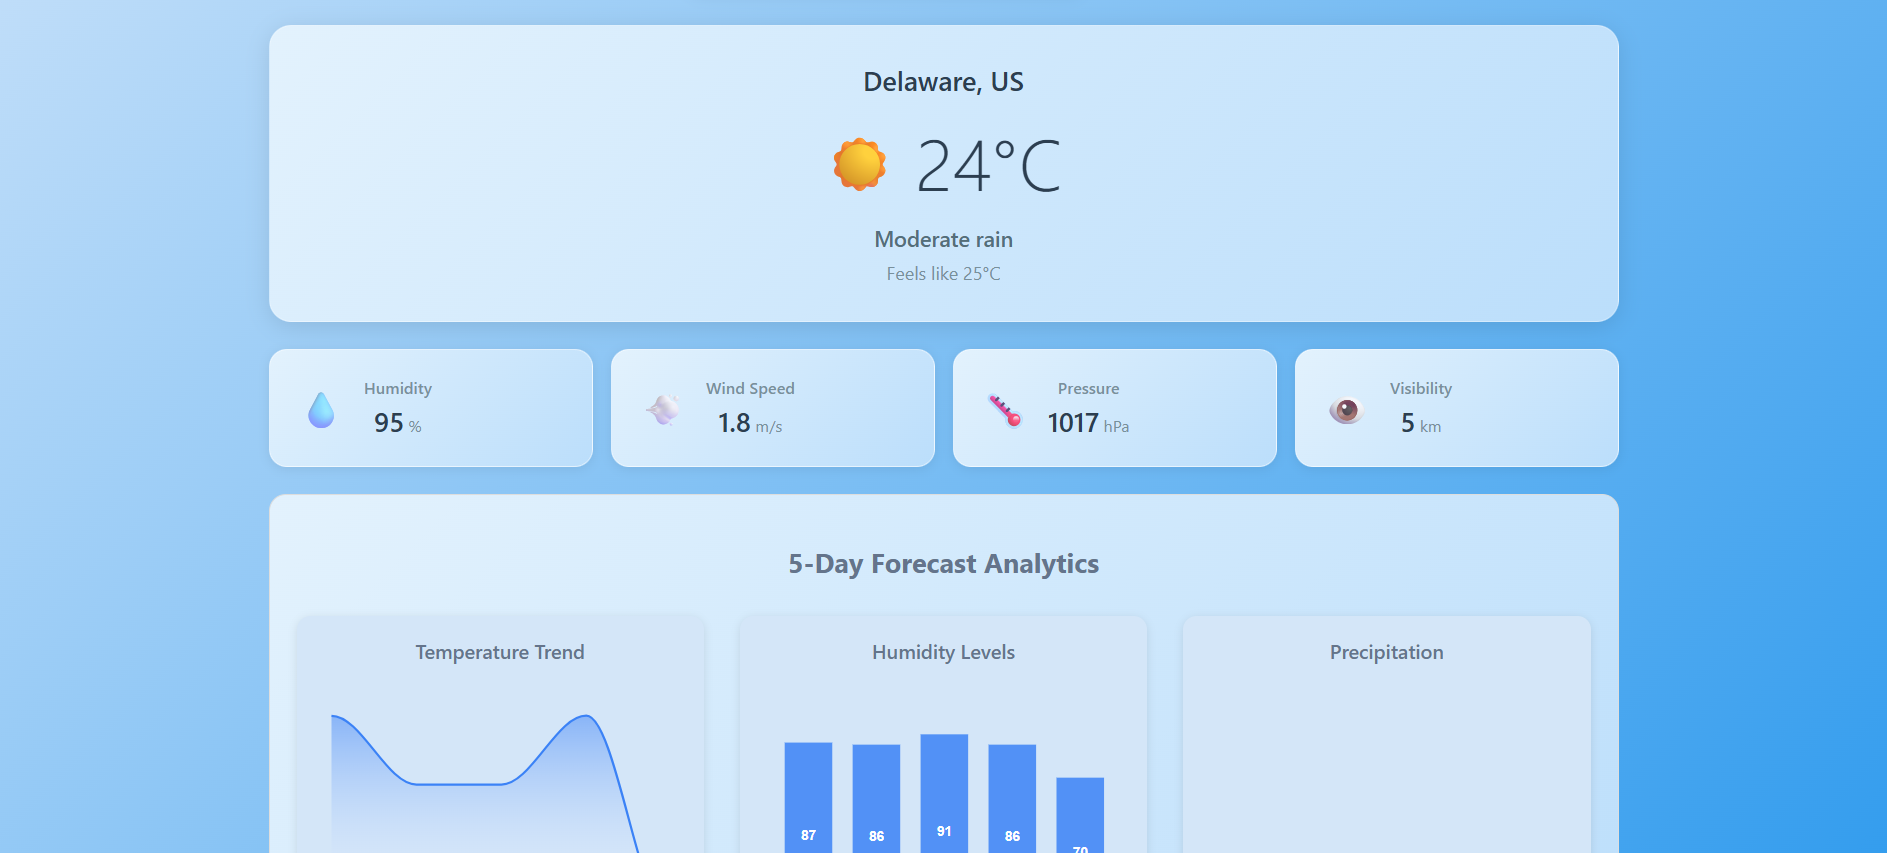 Delaware, US
24°C
Moderate rain
Feels like 25°C
Humidity
95 %
Wind Speed
1.8 m/s
Pressure
1017 hPa
Visibility
5 km
5-Day Forecast Analytics
Temperature Trend
Humidity Levels
87
86
91
86
70
Precipitation